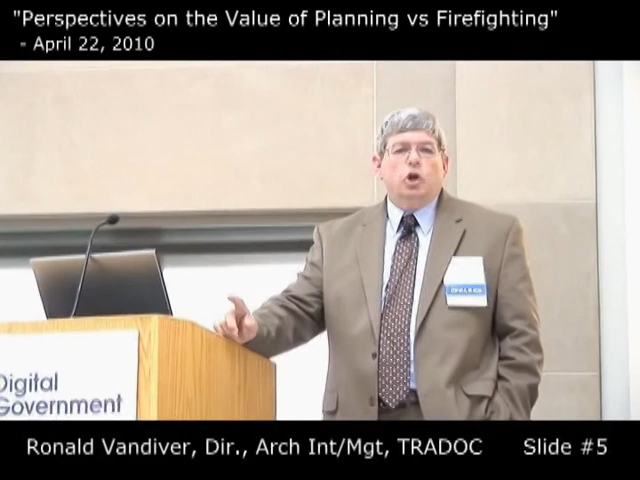 "Perspectives on the Value of Planning vs Firefighting"
- April 22, 2010
Digital
Government
Ronald Vandiver, Dir., Arch Int/Mgt, TRADOC Slide #5